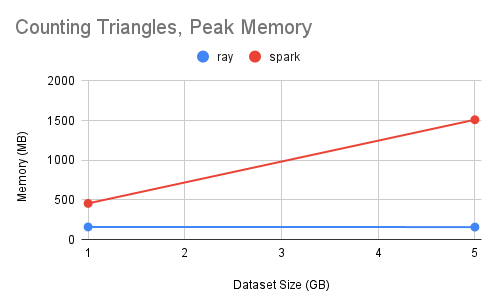 Counting Triangles, Peak Memory
ray spark
2000
1500
1000
500
0
Memory (MB)
1 2 3 4 5
Dataset Size (GB)